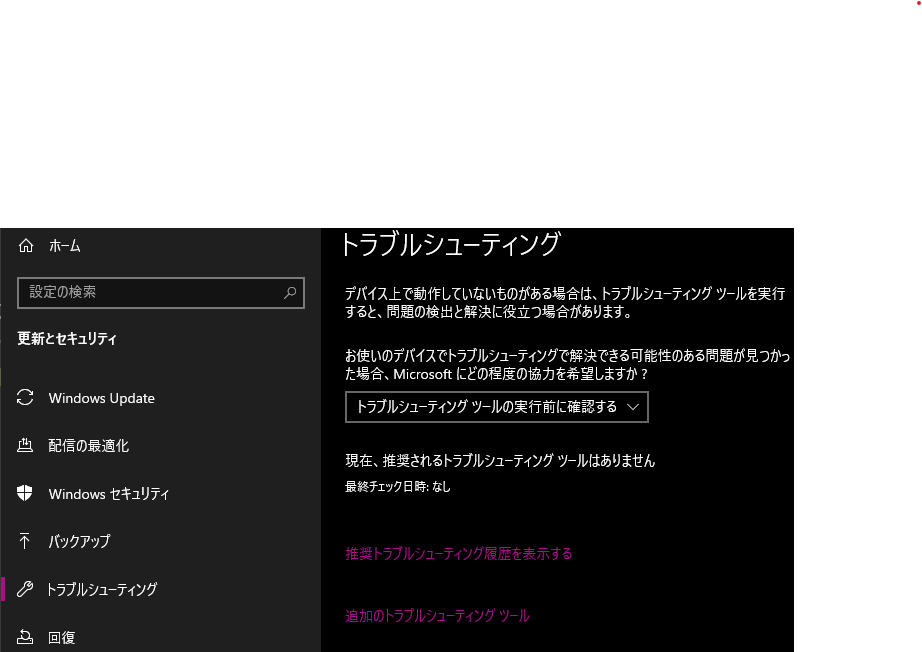 ホーム
設定の検索
更新とセキュリティ
Windows Update
配信の最適化
Windows セキュリティ
バックアップ
トラブルシューティング
回復
トラブルシューティング
デバイス上で動作していないものがある場合は、トラブルシューティング ツールを実行
すると、問題の検出と解決に役立つ場合があります。
お使いのデバイスでトラブルシューティングで解決できる可能性のある問題が見つかっ
た場合、Microsoft にどの程度の協力を希望しますか?
トラブルシューティング ツールの実行前に確認する
現在、推奨されるトラブルシューティング ツールはありません
最終チェック日時: なし
推奨トラブルシューティング履歴を表示する
追加のトラブルシューティング ツール